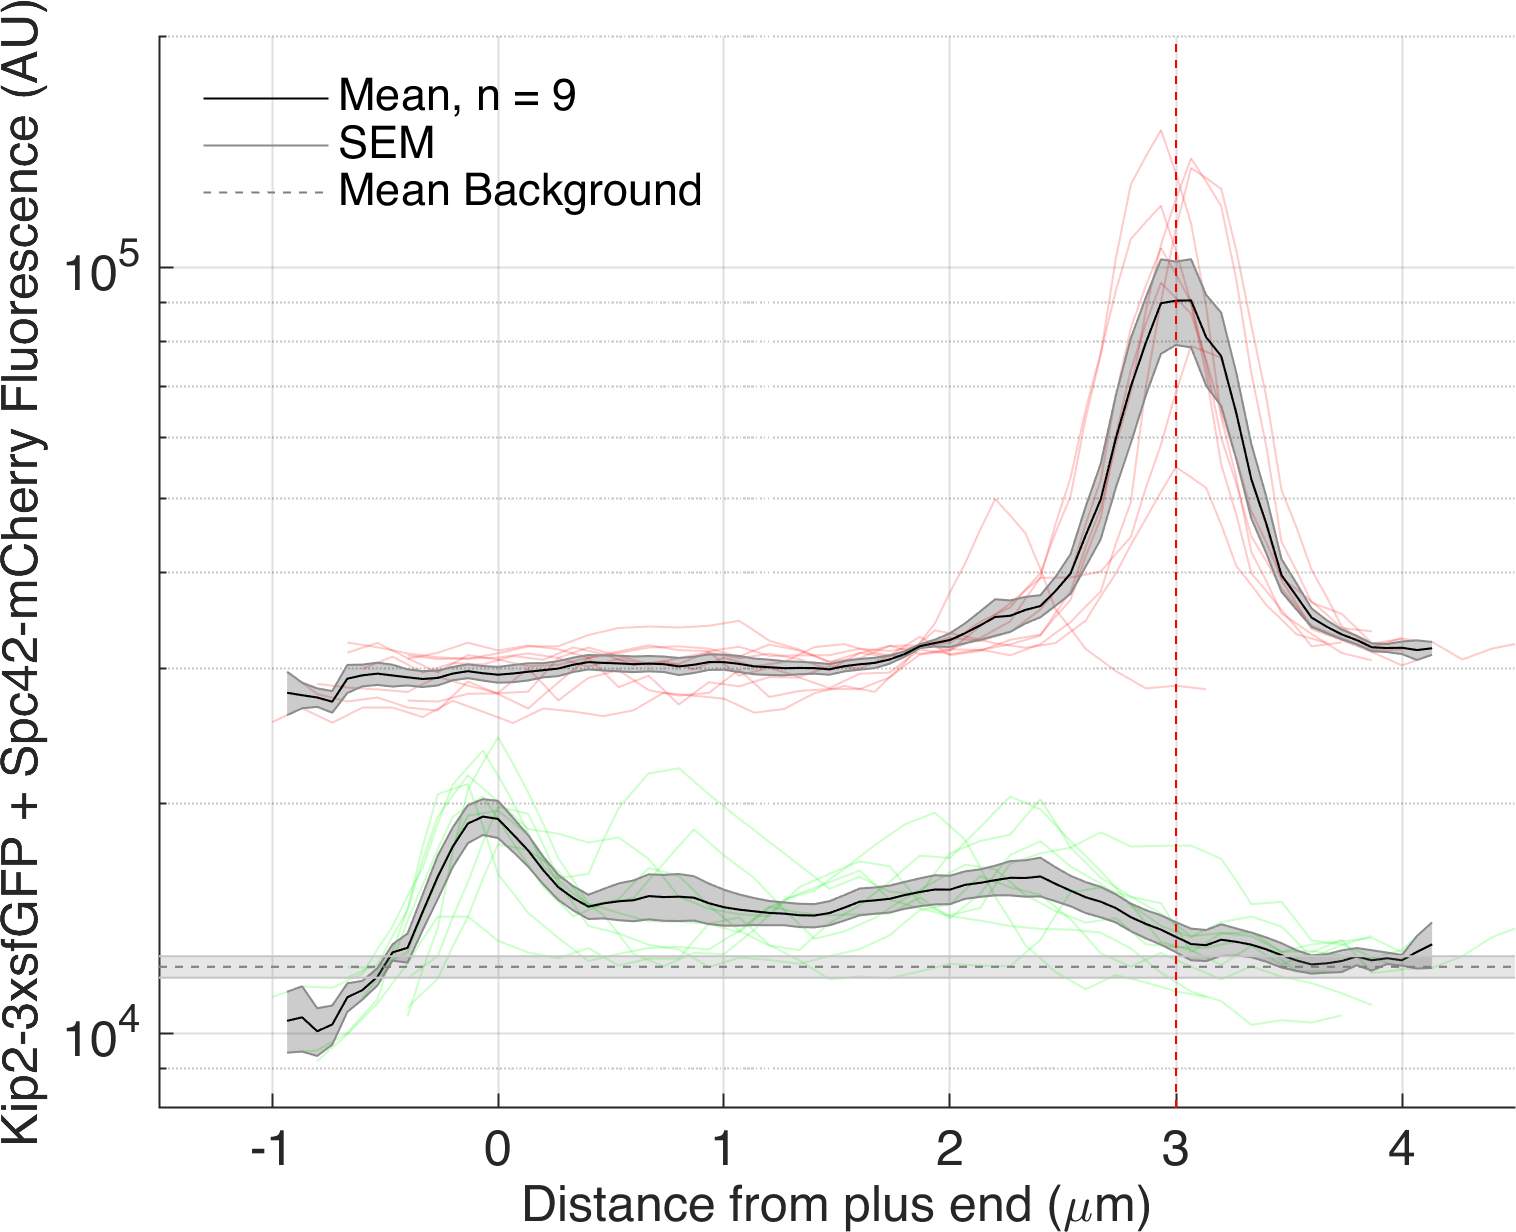 Kip2-3xsfGFP + Spc42-mCherry Fluorescence (AU)
Mean, n = 9
SEM
Mean Background
10^5
10^4
-1 0 1 2 3 4
Distance from plus end (μm)